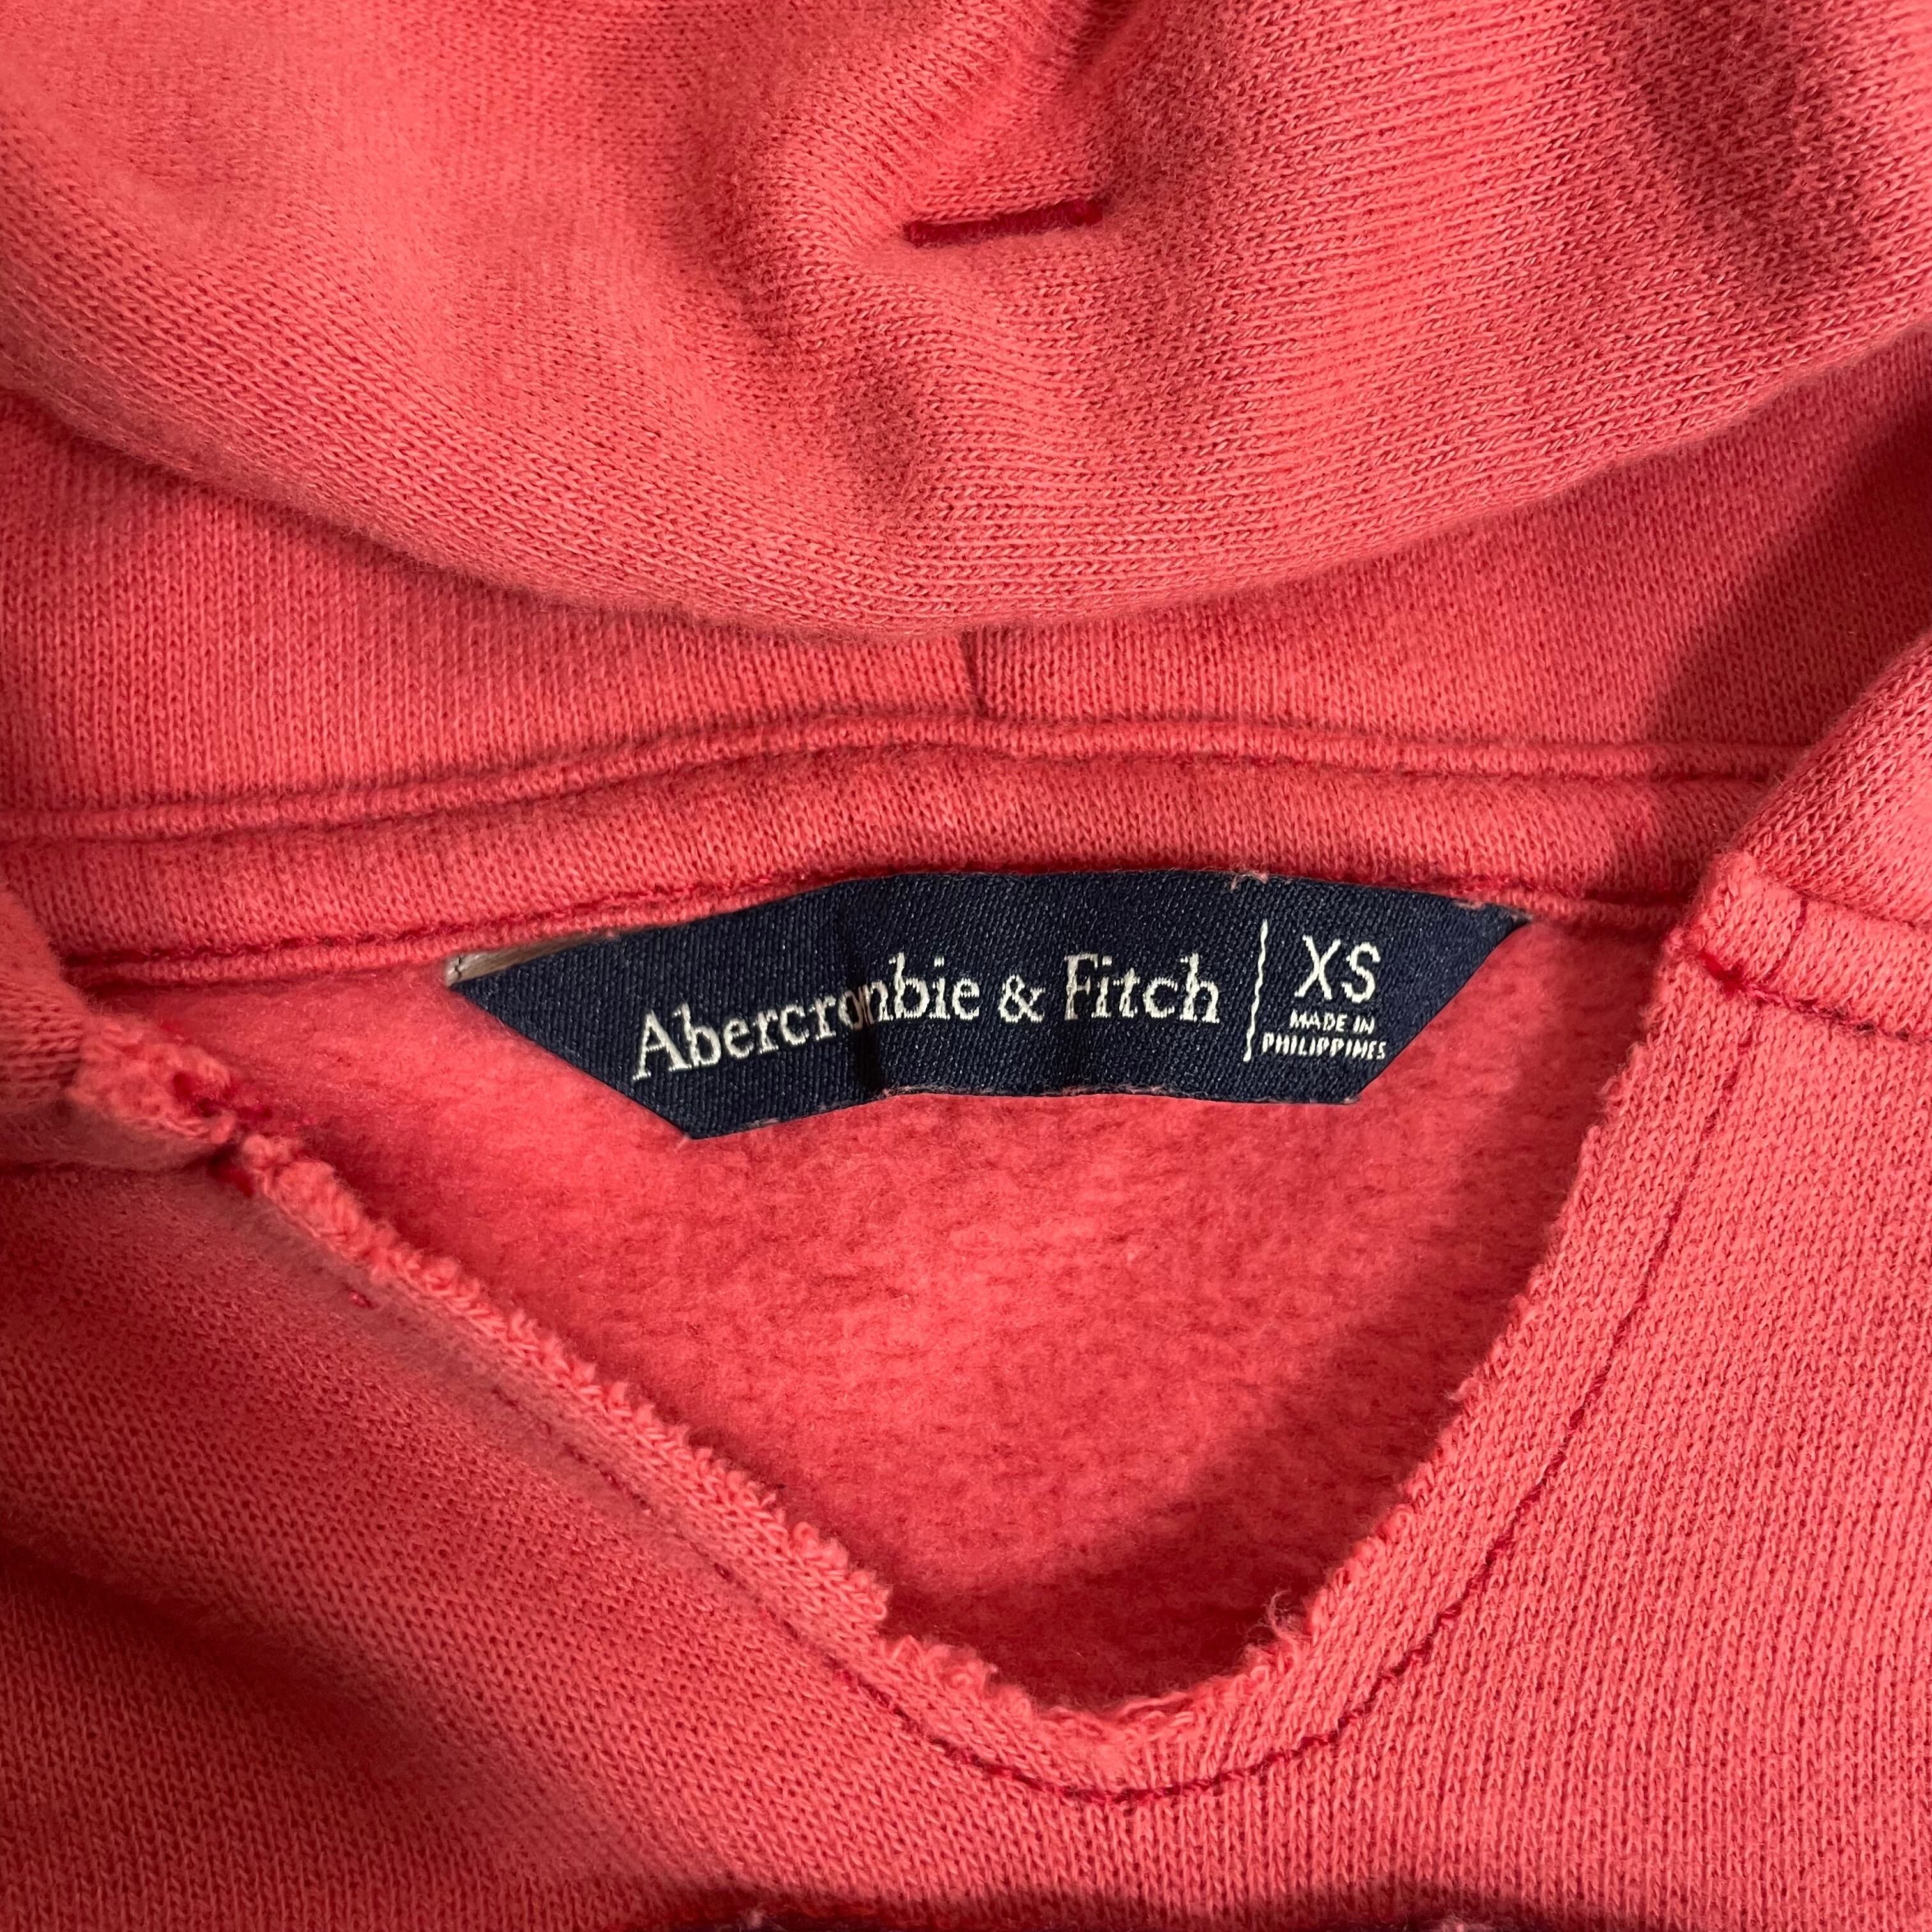 Abercrombie & Fitch
XS
MADE IN
PHILIPPINES